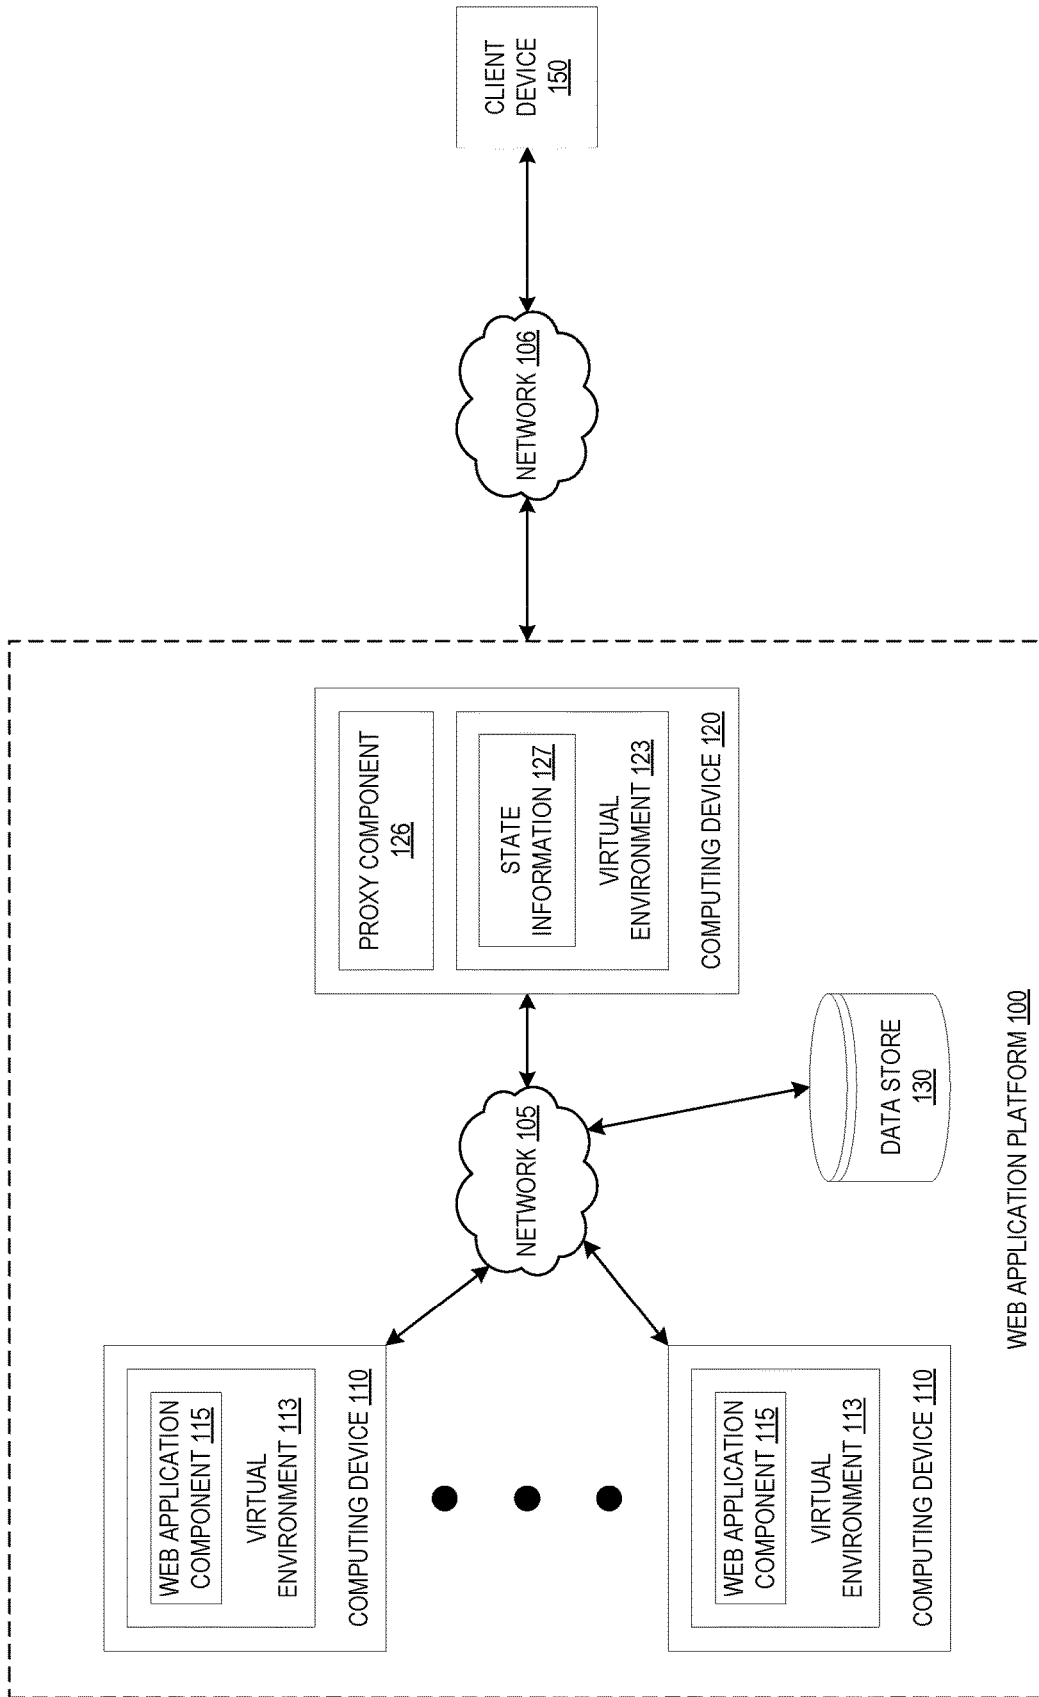 WEB APPLICATION
COMPONENT 115
VIRTUAL
ENVIRONMENT 113
COMPUTING DEVICE 110
WEB APPLICATION
COMPONENT 115
VIRTUAL
ENVIRONMENT 113
COMPUTING DEVICE 110
NETWORK 105
PROXY COMPONENT
126
STATE
INFORMATION 127
VIRTUAL
ENVIRONMENT 123
COMPUTING DEVICE 120
DATA STORE
130
WEB APPLICATION PLATFORM 100
NETWORK 106
CLIENT
DEVICE
150